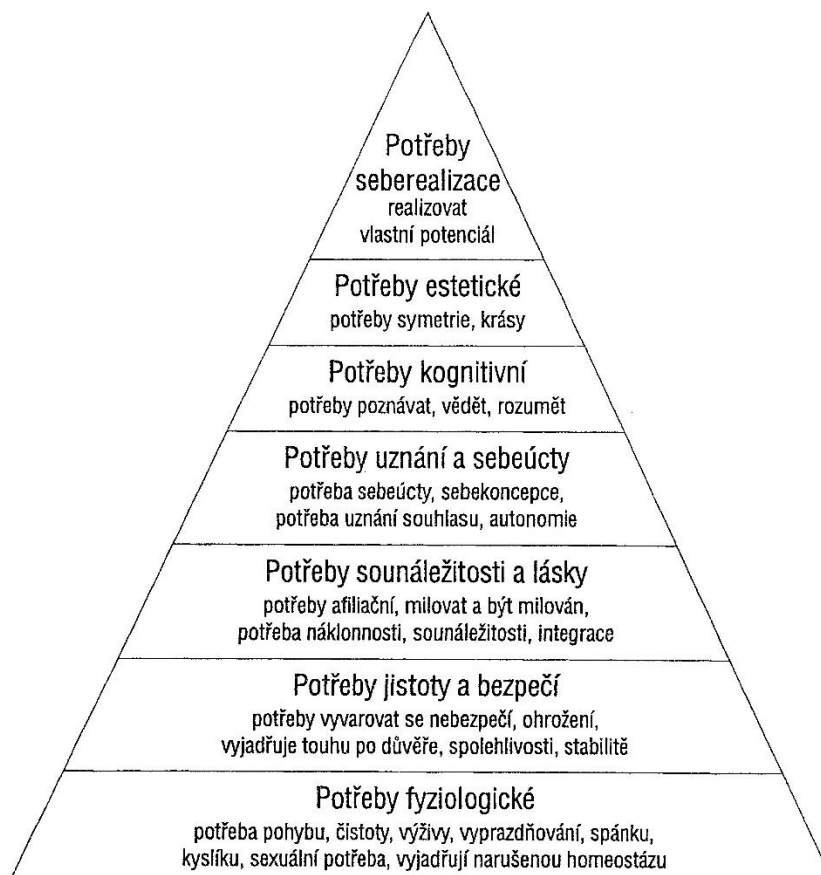 Potřeby
seberealizace
realizovat
vlastní potenciál
Potřeby estetické
potřeby symetrie, krásy
Potřeby kognitivní
potřeby poznávat, vědět, rozumět
Potřeby uznání a sebeúcty
potřeba sebeúcty, sebekoncepce,
potřeba uznání souhlasu, autonomie
Potřeby sounáležitosti a lásky
potřeby afiliační, milovat a být milován,
potřeba náklonnosti, sounáležitosti, integrace
Potřeby jistoty a bezpečí
potřeby vyvarovat se nebezpečí, ohrožení,
vyjadřuje touhu po důvěře, spolehlivosti, stabilitě
Potřeby fyziologické
potřeba pohybu, čistoty, výživy, vyprazdňování, spánku,
kyslíku, sexuální potřeba, vyjadřují narušenou homeostázu